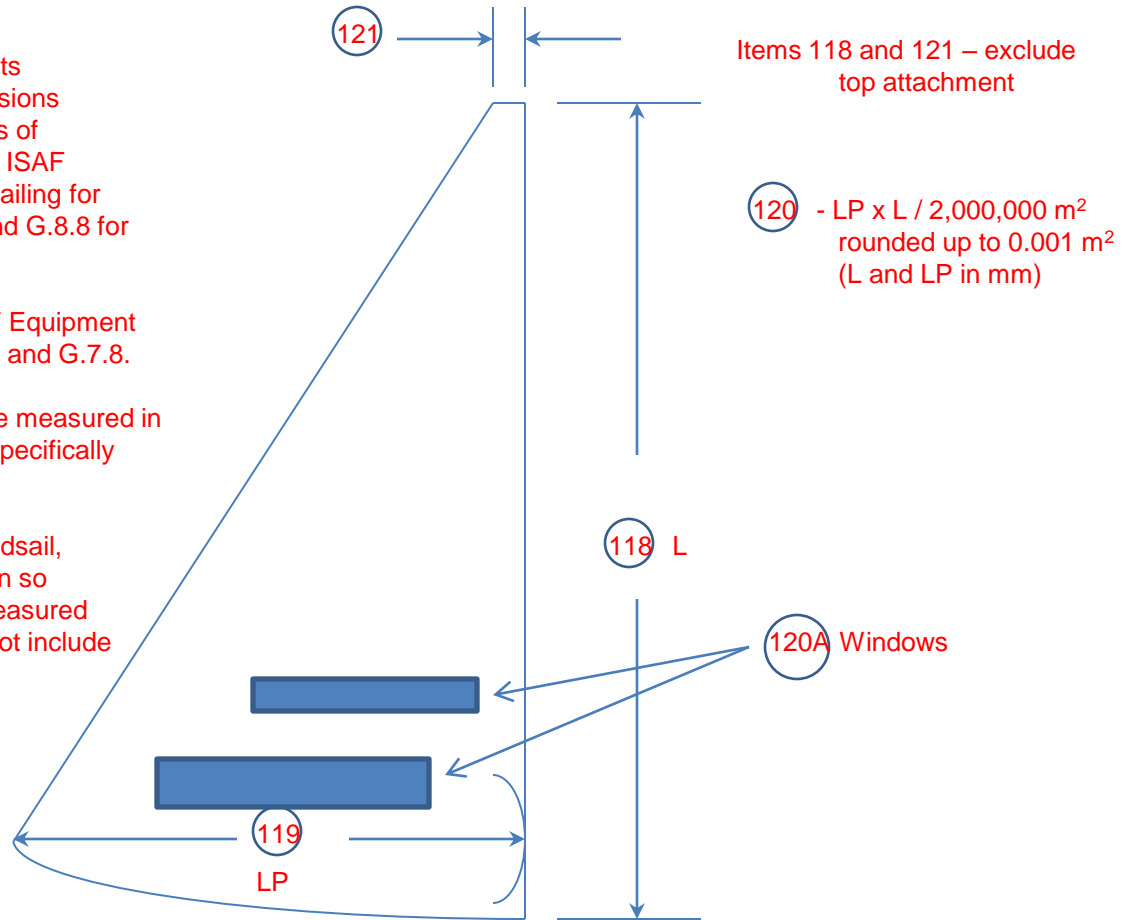 121
Items 118 and 121 – exclude
top attachment
ts
sions
s of
ISAF
ailing for
nd G.8.8 for
120 - LP x L / 2,000,000 m²
rounded up to 0.001 m²
(L and LP in mm)
Equipment
and G.7.8.
e measured in
specifically
dsail,
n so
easured
ot include
118 L
120A Windows
119
LP